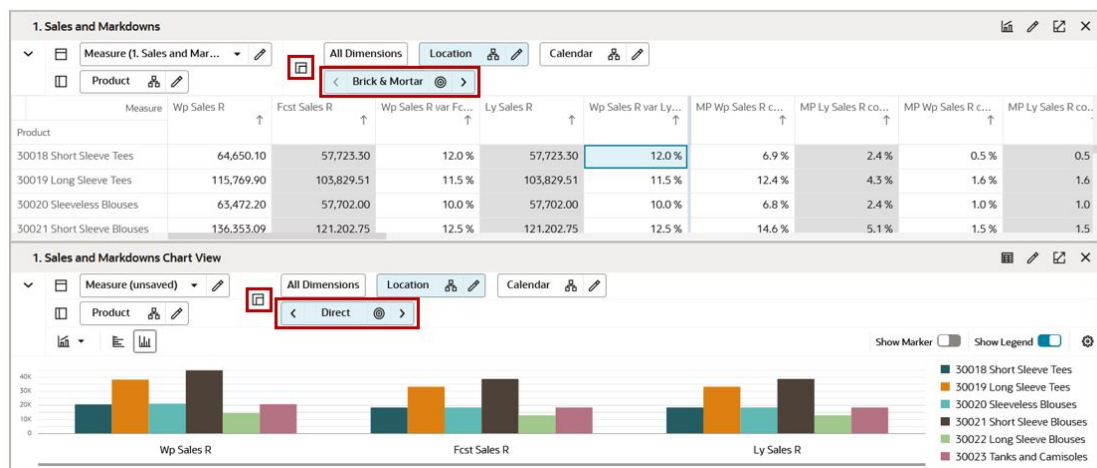 1. Sales and Markdowns
Measure (1. Sales and Mar... All Dimensions Location Calendar
Product Brick & Mortar
Measure Wp Sales R Fcst Sales R Wp Sales R var Fc... Ly Sales R Wp Sales R var Ly... MP Wp Sales R c... MP Ly Sales R co... MP Wp Sales R c... MP Ly Sales R co...
Product
30018 Short Sleeve Tees 64,650.10 57,723.30 12.0 % 57,723.30 12.0 % 6.9 % 2.4 % 0.5 % 0.5
30019 Long Sleeve Tees 115,769.90 103,829.51 11.5 % 103,829.51 11.5 % 12.4 % 4.3 % 1.6 % 1.6
30020 Sleeveless Blouses 63,472.20 57,702.00 10.0 % 57,702.00 10.0 % 6.8 % 2.4 % 1.0 % 1.0
30021 Short Sleeve Blouses 136,353.09 121,202.75 12.5 % 121,202.75 12.5 % 14.6 % 5.1 % 1.5 % 1.5
1. Sales and Markdowns Chart View
Measure (unsaved) All Dimensions Location Calendar
Product Direct
Show Marker Show Legend
40K
30K
20K
10K
0
Wp Sales R Fcst Sales R Ly Sales R
30018 Short Sleeve Tees
30019 Long Sleeve Tees
30020 Sleeveless Blouses
30021 Short Sleeve Blouses
30022 Long Sleeve Blouses
30023 Tanks and Camisoles